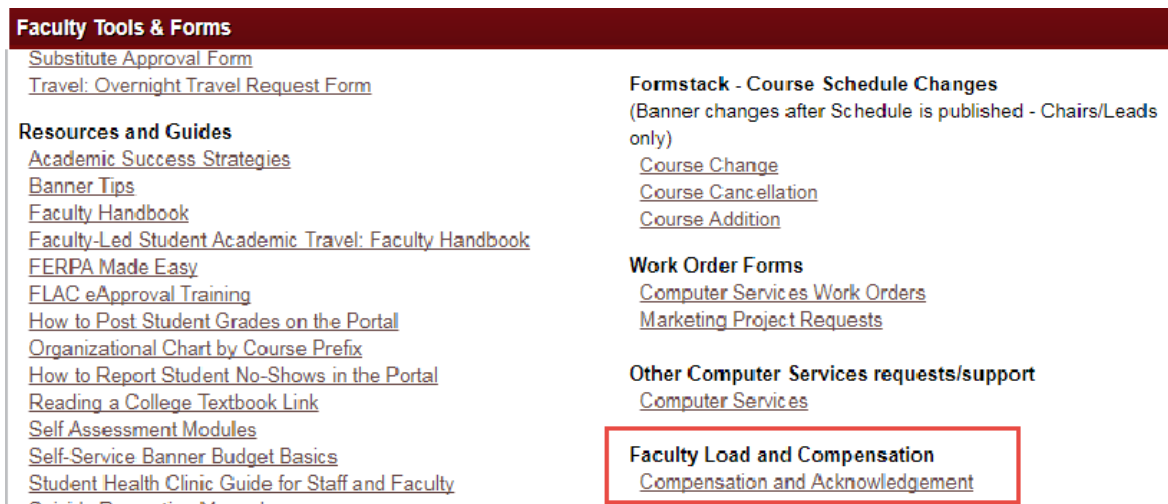 Faculty Tools & Forms
Substitute Approval Form
Travel: Overnight Travel Request Form
Resources and Guides
Academic Success Strategies
Banner Tips
Faculty Handbook
Faculty-Led Student Academic Travel: Faculty Handbook
FERPA Made Easy
FLAC eApproval Training
How to Post Student Grades on the Portal
Organizational Chart by Course Prefix
How to Report Student No-Shows in the Portal
Reading a College Textbook Link
Self Assessment Modules
Self-Service Banner Budget Basics
Student Health Clinic Guide for Staff and Faculty
Formstack - Course Schedule Changes
(Banner changes after Schedule is published - Chairs/Leads
only)
Course Change
Course Cancellation
Course Addition
Work Order Forms
Computer Services Work Orders
Marketing Project Requests
Other Computer Services requests/support
Computer Services
Faculty Load and Compensation
Compensation and Acknowledgement